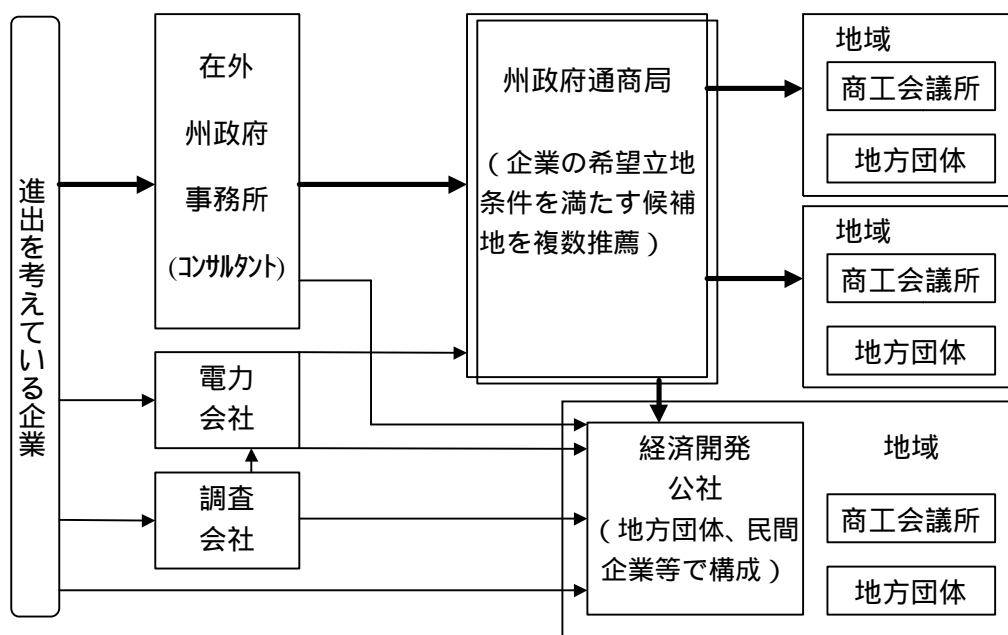 進出を考えている企業
在外
州政府
事務所
(コンサルタント)
電力
会社
調査
会社
州政府通商局
(企業の希望立地
条件を満たす候補
地を複数推薦)
経済開発
公社
(地方団体、民間
企業等で構成)
地域
商工会議所
地方団体
地域
商工会議所
地方団体
地域
商工会議所
地方団体